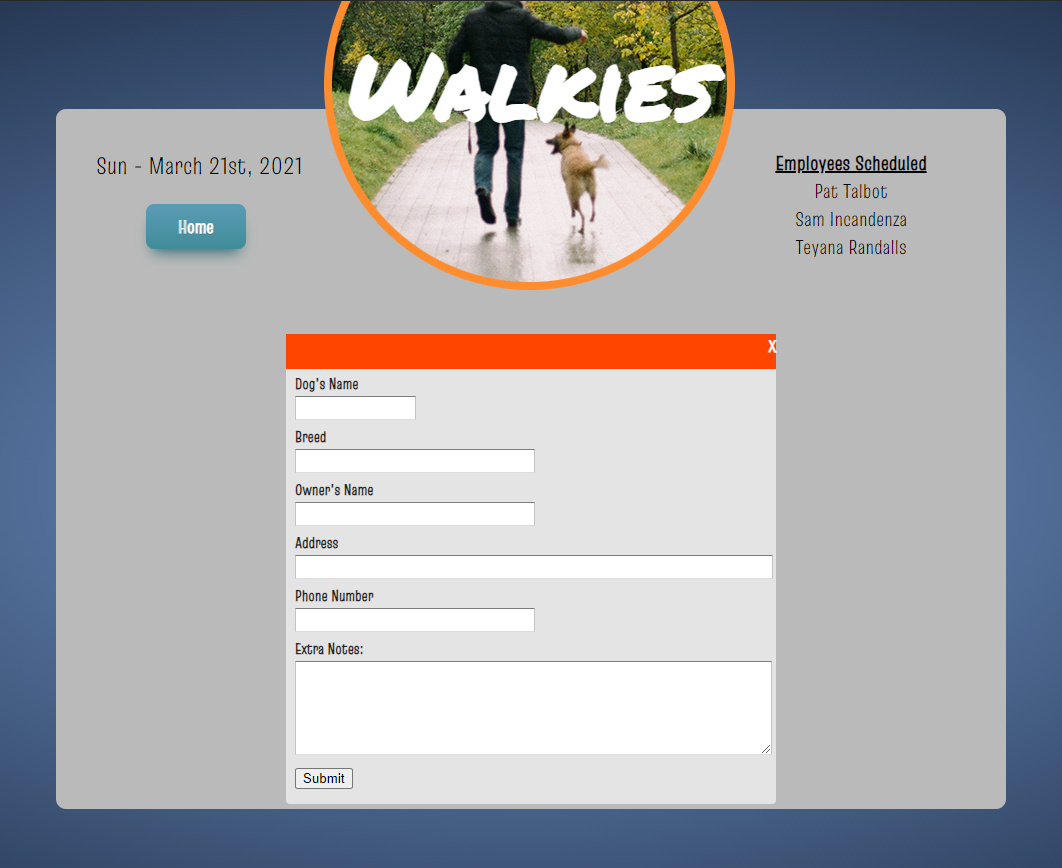 Walkies
Sun - March 21st, 2021
Home
Employees Scheduled
Pat Talbot
Sam Incandenza
Teyana Randalls
X
Dog's Name
Breed
Owner's Name
Address
Phone Number
Extra Notes:
Submit